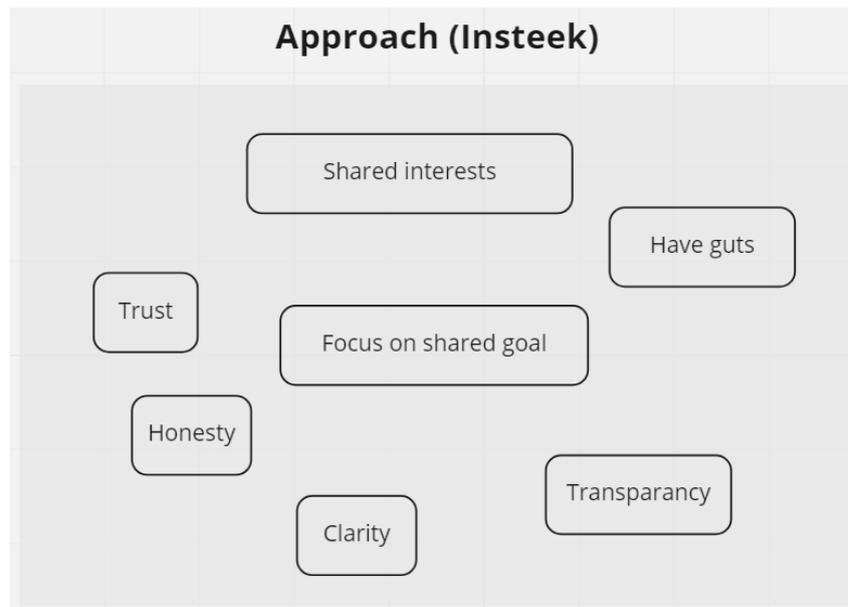 Approach (Insteek)
Shared interests
Have guts
Trust
Focus on shared goal
Honesty
Transparancy
Clarity